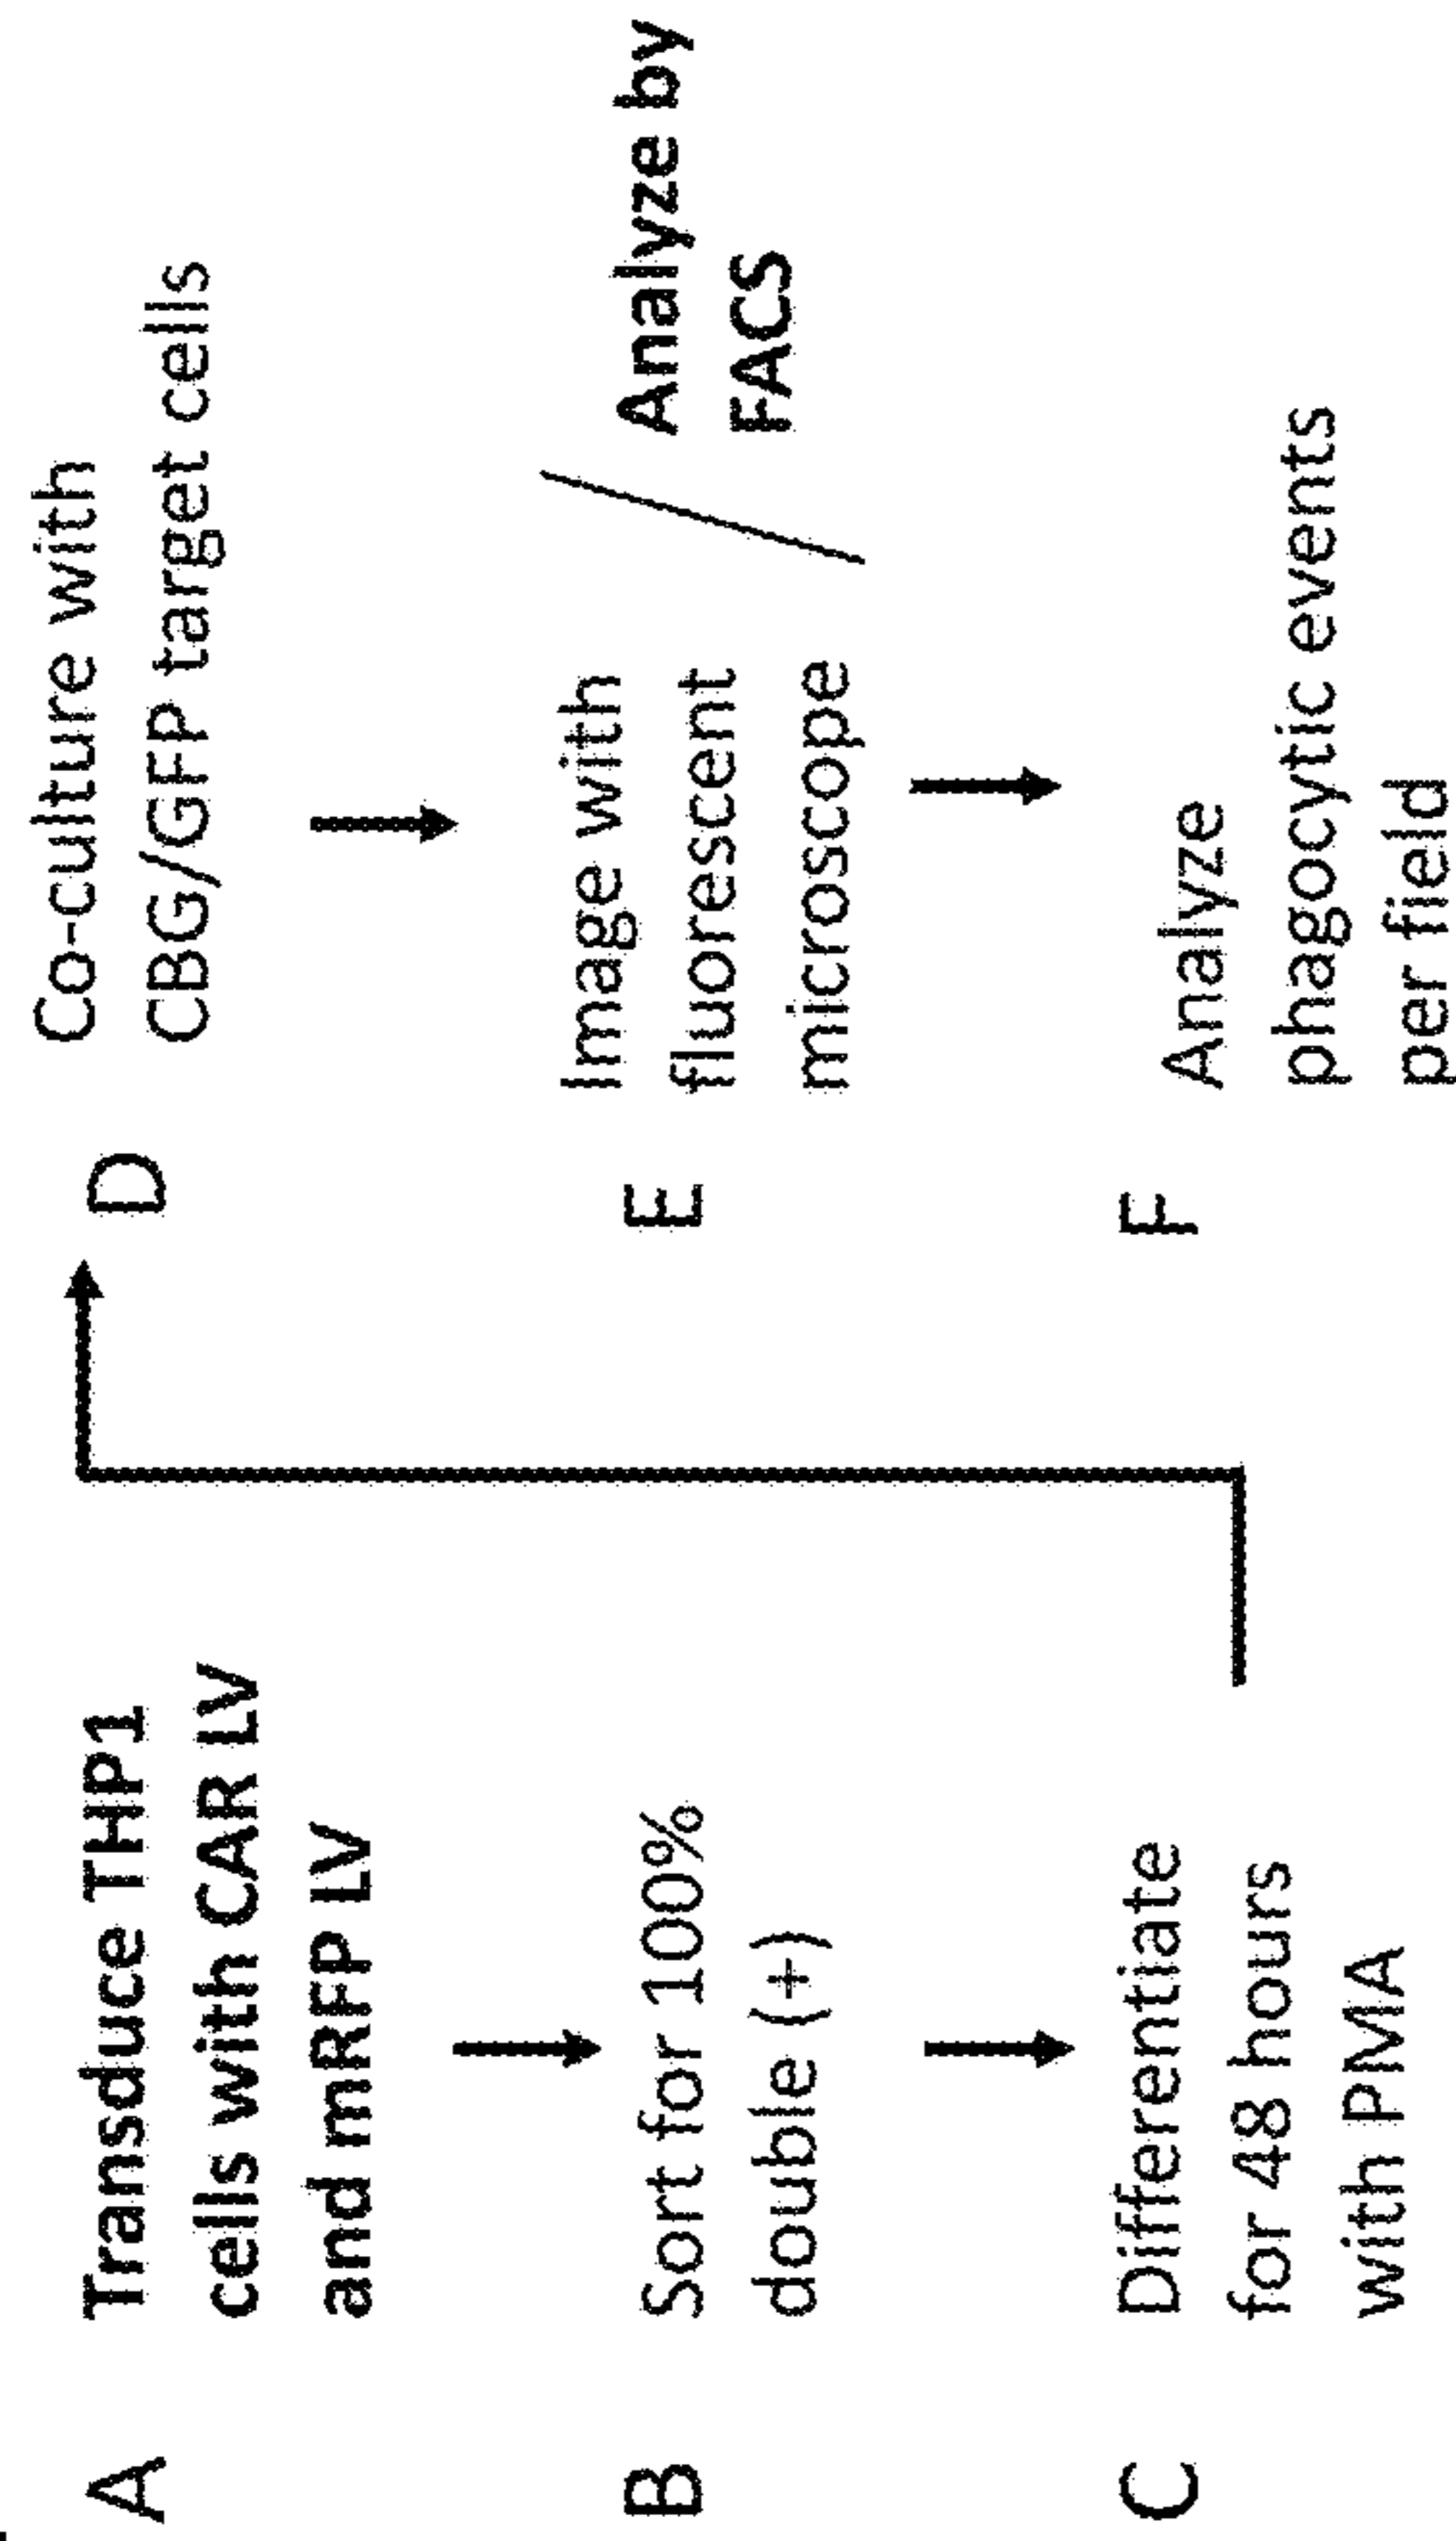 A
Transduce THP1
cells with CAR LV
and mRFP LV
B
Sort for 100%
double (+)
C
Differentiate
for 48 hours
with PMA
D
Co-culture with
CBG/GFP target cells
E
Image with
fluorescent
microscope
/
Analyze by
FACS
F
Analyze
phagocytic events
per field